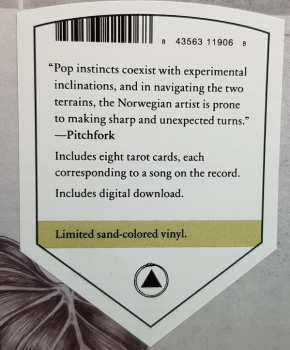 8 43563 11906 8
“Pop instincts coexist with experimental
inclinations, and in navigating the two
terrains, the Norwegian artist is prone
to making sharp and unexpected turns.”
—Pitchfork
Includes eight tarot cards, each
corresponding to a song on the record.
Includes digital download.
Limited sand-colored vinyl.